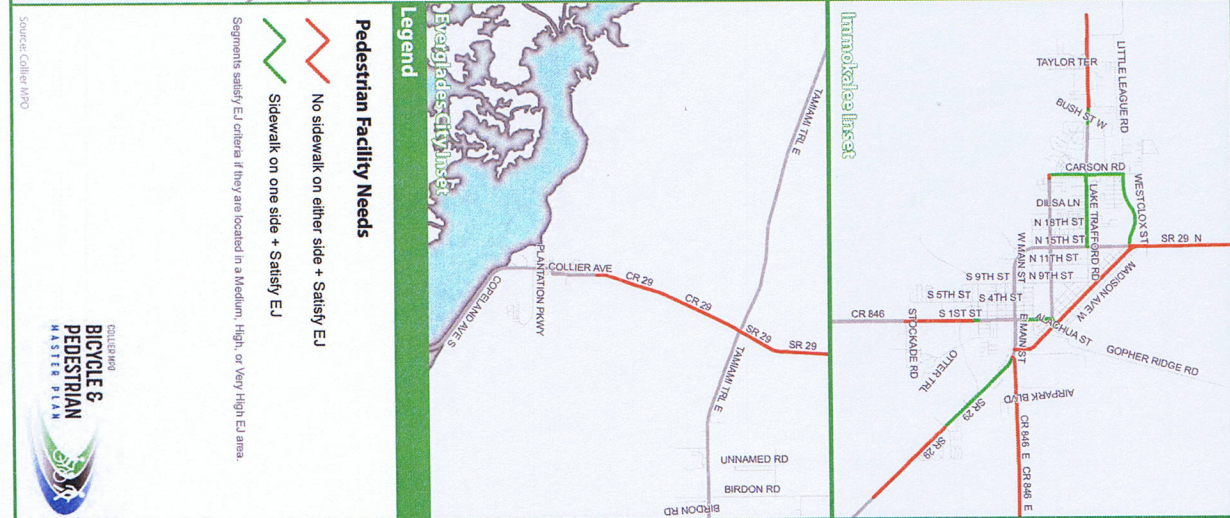 Immokalee Inset
LITTLE LEAGUE RD
TAYLOR TER
BUSH ST W
CARSON RD
WESTCLOX ST
LAKE TRAFFORD RD
DILSA LN
N 18TH ST
N 15TH ST
N 11TH ST
N 9TH ST
W MAIN ST
S 9TH ST
SR 29 N
MADISON AVE W
S 5TH ST
S 4TH ST
CR 846
S 1ST ST
STOCKADE RD
E MAIN ST
ALACHUA ST
GOPHER RIDGE RD
OTTER TRL
AIRPARK BLVD
SR 29
SR 29
CR 846 E
CR 846 E
Everglades City Inset
TAMIAMI TRL E
PLANTATION PKWY
COLLIER AVE
COPELAND AVE S
CR 29
CR 29
SR 29
SR 29
TAMIAMI TRL E
UNNAMED RD
BIRDON RD
BIRDON RD
Legend
Pedestrian Facility Needs
No sidewalk on either side + Satisfy EJ
Sidewalk on one side + Satisfy EJ
Segments satisfy EJ criteria if they are located in a Medium, High, or Very High EJ area.
COLLIER MPO
BICYCLE &
PEDESTRIAN
MASTER PLAN
Source: Collier MPO